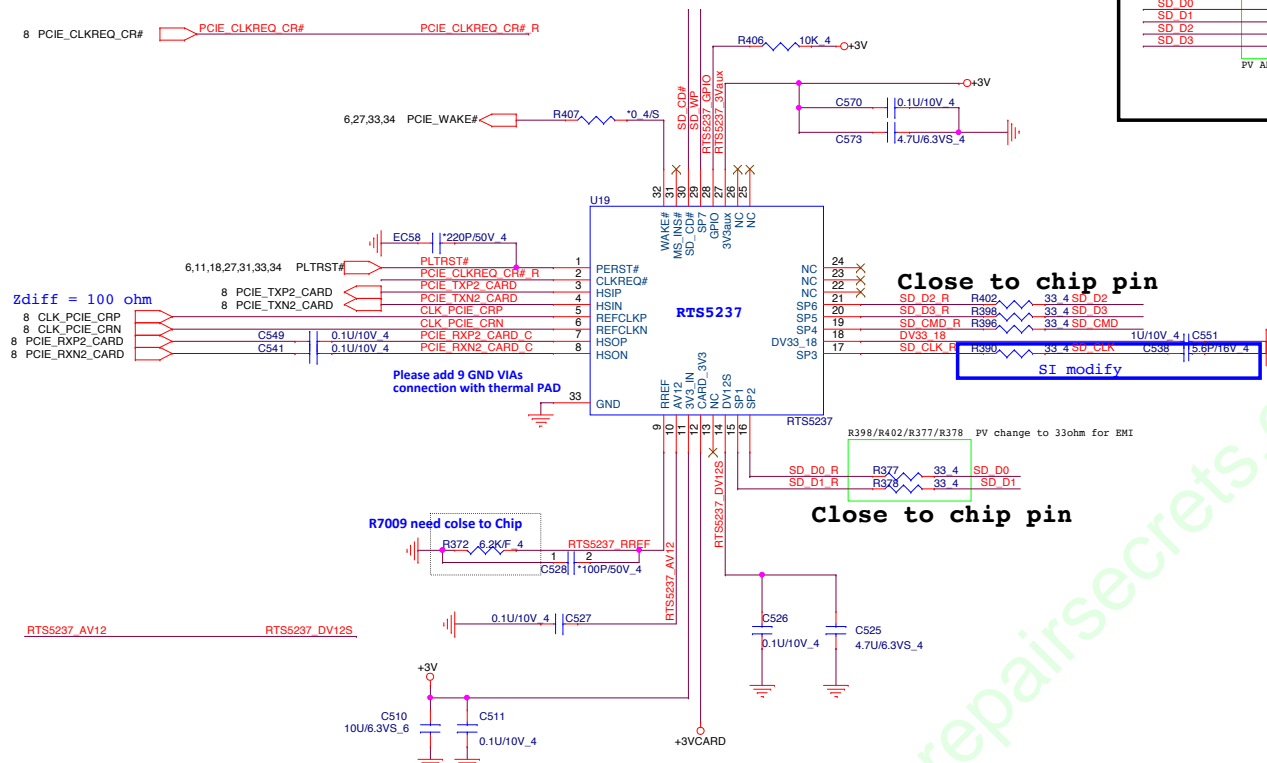 8 PCIE_CLKREQ_CR#
PCIE_CLKREQ_CR#
PCIE_CLKREQ_CR#_R
SD_D0
SD_D1
SD_D2
SD_D3
R406
10K_4
+3V
+3V
C570
0.1U/10V_4
C573
4.7U/6.3VS_4
6,27,33,34
PCIE_WAKE#
R407
*0_4/S
SD_CD#
SD_WP
RTS5237_GPIO
RTS5237_3Vaux
32
31
30
29
28
27
26
25
U19
WAKE#
MS_INS#
SD_CD#
SP7
GPIO
3V3aux
NC
NC
EC58
*220P/50V_4
6,11,18,27,31,33,34
PLTRST#
PLTRST#
1
PERST#
PCIE_CLKREQ_CR#_R
2
CLKREQ#
8 PCIE_TXP2_CARD
PCIE_TXP2_CARD
3
HSIP
8 PCIE_TXN2_CARD
PCIE_TXN2_CARD
4
HSIN
Zdiff = 100 ohm
8 CLK_PCIE_CRP
CLK_PCIE_CRP
5
REFCLKP
8 CLK_PCIE_CRN
CLK_PCIE_CRN
6
REFCLKN
8 PCIE_RXP2_CARD
C549
0.1U/10V_4
PCIE_RXP2_CARD_C
7
HSOP
8 PCIE_RXN2_CARD
C541
0.1U/10V_4
PCIE_RXN2_CARD_C
8
HSON
RTS5237
24
NC
23
NC
22
NC
Close to chip pin
21
SP6
SD_D2_R
R402
33_4
SD_D2
20
SP5
SD_D3_R
R398
33_4
SD_D3
19
SP4
SD_CMD_R
R396
33_4
SD_CMD
18
DV33_18
DV33_18
1U/10V_4
C551
17
SP3
SD_CLK_R
R390
33_4
SD_CLK
C538
5.6P/16V_4
SI modify
Please add 9 GND VIAs
connection with thermal PAD
33
GND
RREF
AV12
3V3_IN
CARD_3V3
NC
DV12S
SP1
SP2
RTS5237
9
10
11
12
13
14
15
16
R398/R402/R377/R378 PV change to 33ohm for EMI
SD_D0_R
R377
33_4
SD_D0
SD_D1_R
R378
33_4
SD_D1
Close to chip pin
R7009 need colse to Chip
R372
6.2K/F_4
RTS5237_RREF
1
2
C528
*100P/50V_4
RTS5237_AV12
RTS5237_DV12S
0.1U/10V_4
C527
C526
0.1U/10V_4
C525
4.7U/6.3VS_4
RTS5237_AV12
RTS5237_DV12S
+3V
C510
10U/6.3VS_6
C511
0.1U/10V_4
+3VCARD